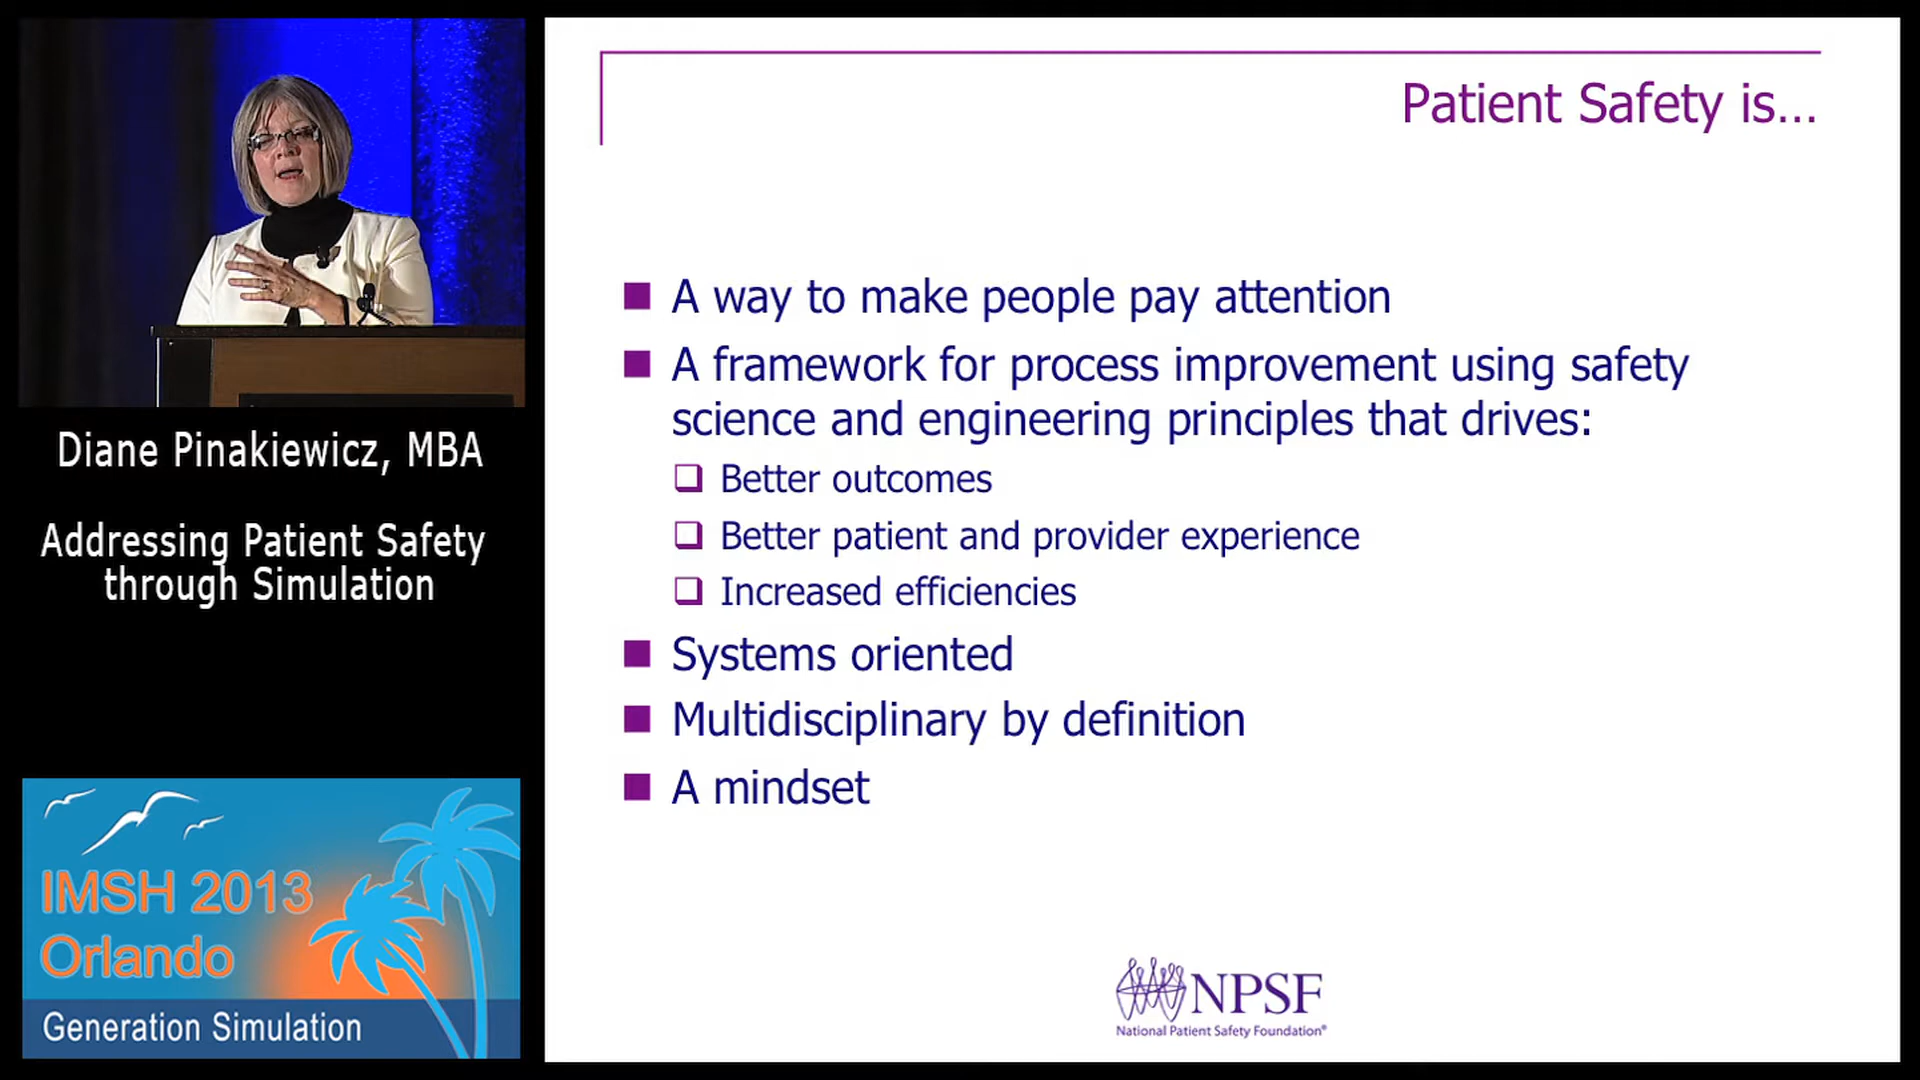 Patient Safety is...
A way to make people pay attention
A framework for process improvement using safety
science and engineering principles that drives:
Better outcomes
Better patient and provider experience
Increased efficiencies
Systems oriented
Multidisciplinary by definition
A mindset
NPSF
National Patient Safety Foundation®
Diane Pinakiewicz, MBA
Addressing Patient Safety
through Simulation
IMSH 2013
Orlando
Generation Simulation